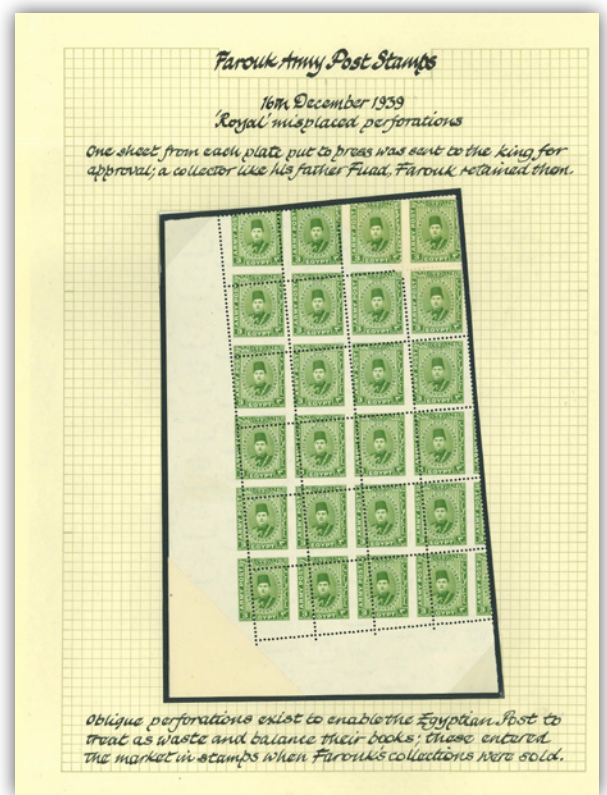 Farouk Army Post Stamps
16th December 1939
'Royal' misplaced perforations
One sheet from each plate put to press was sent to the king for
approval; a collector like his father Fuad, Farouk retained them.
ARMY POST
EGYPT
Oblique perforations exist to enable the Egyptian Post to
treat as waste and balance their books; these entered
the market in stamps when Farouk's collections were sold.